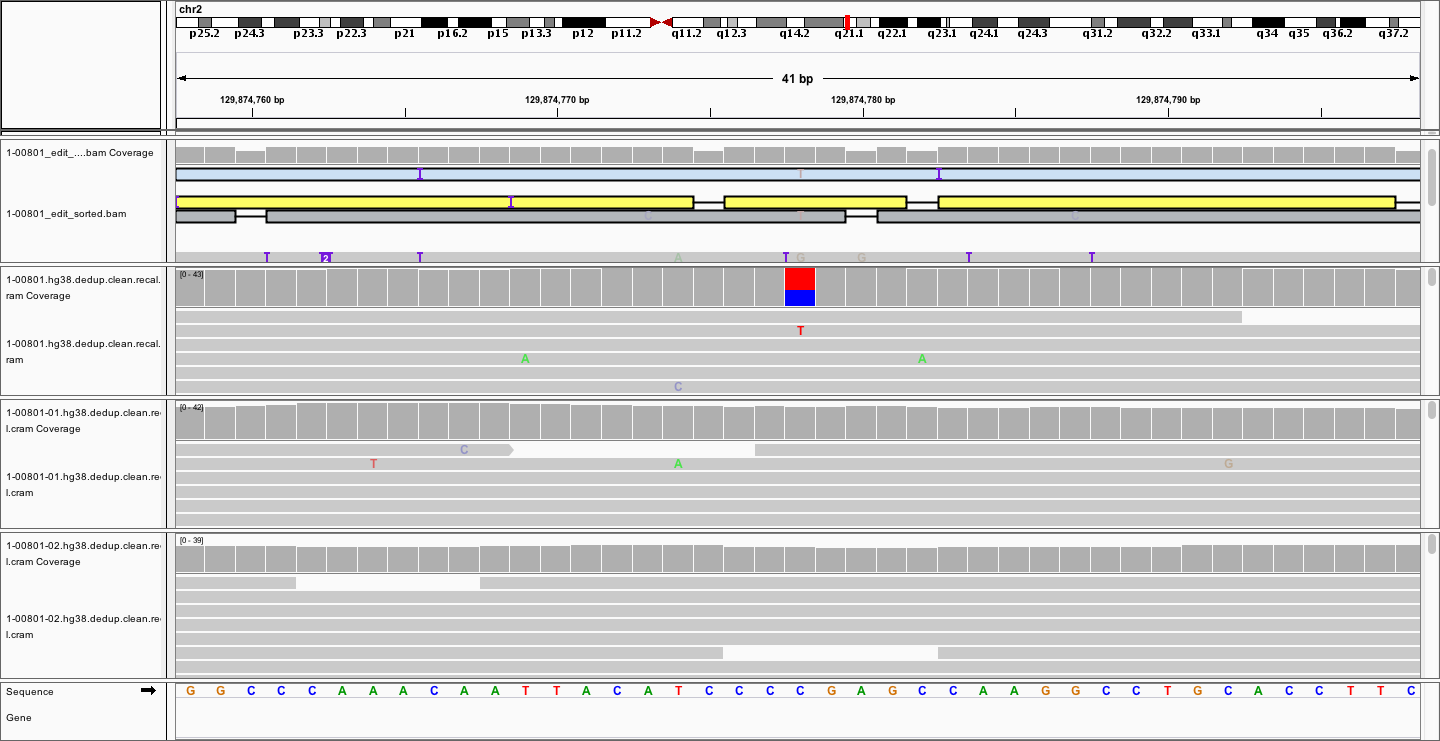 chr2
p25.2 p24.3 p23.3 p22.3 p21 p16.2 p15 p13.3 p12 p11.2 q11.2 q12.3 q14.2 q21.1 q22.1 q23.1 q24.1 q24.3 q31.2 q32.2 q33.1 q34 q35 q36.2 q37.2
41 bp
129,874,760 bp 129,874,770 bp 129,874,780 bp 129,874,790 bp
1-00801_edit_....bam Coverage
T
1-00801_edit_sorted.bam
C T C
2 A G G
1-00801.hg38.dedup.clean.recal.
ram Coverage
[0 - 43]
T
1-00801.hg38.dedup.clean.recal.
ram
A A
C
1-00801-01.hg38.dedup.clean.re
l.cram Coverage
[0 - 42]
C
T A G
1-00801-01.hg38.dedup.clean.re
l.cram
1-00801-02.hg38.dedup.clean.re
l.cram Coverage
[0 - 39]
1-00801-02.hg38.dedup.clean.re
l.cram
Sequence G G C C C A A A C A A T T A C A T C C C C G A G C C A A G G C C T G C A C C T T C
Gene